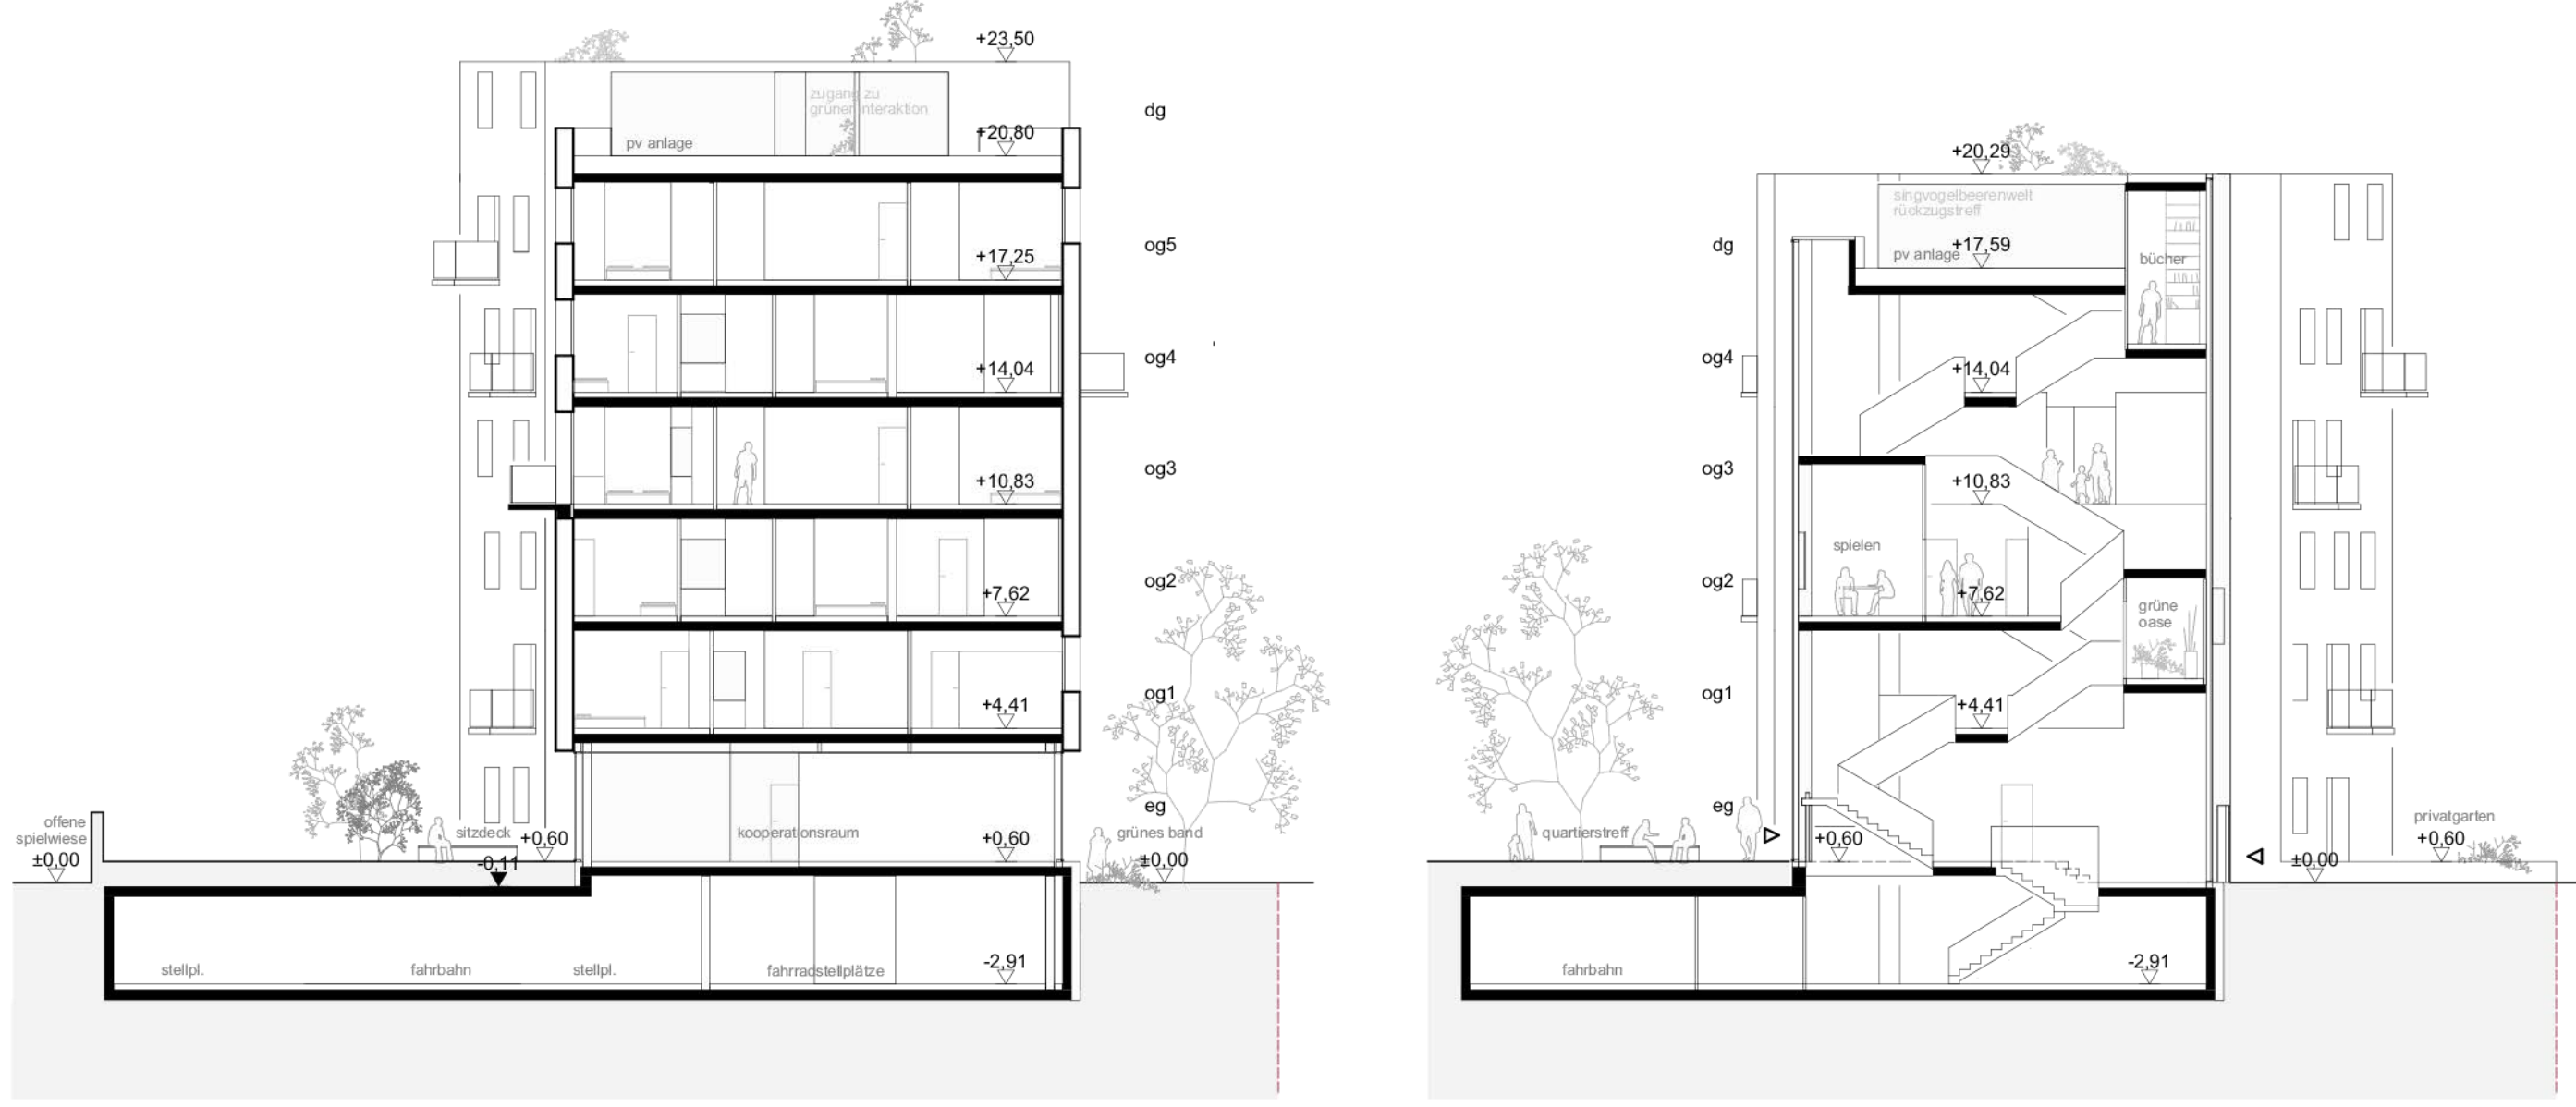 +23,50
zugang zu
grüner interaktion
dg
+20,80
pv anlage
og5
+17,25
og4
+14,04
og3
+10,83
og2
+7,62
og1
+4,41
eg
offene
spielwiese
±0,00
sitzdeck
+0,60
-0,11
kooperationsraum
+0,60
grünes band
±0,00
stellpl.
fahrbahn
stellpl.
fahrradstellplätze
-2,91
+20,29
singvogelbeerenwelt
rückzugstreff
dg
+17,59
pv anlage
bücher
og4
+14,04
og3
+10,83
spielen
og2
+7,62
grüne
oase
og1
+4,41
eg
quartierstreff
+0,60
±0,00
privatgarten
+0,60
fahrbahn
-2,91